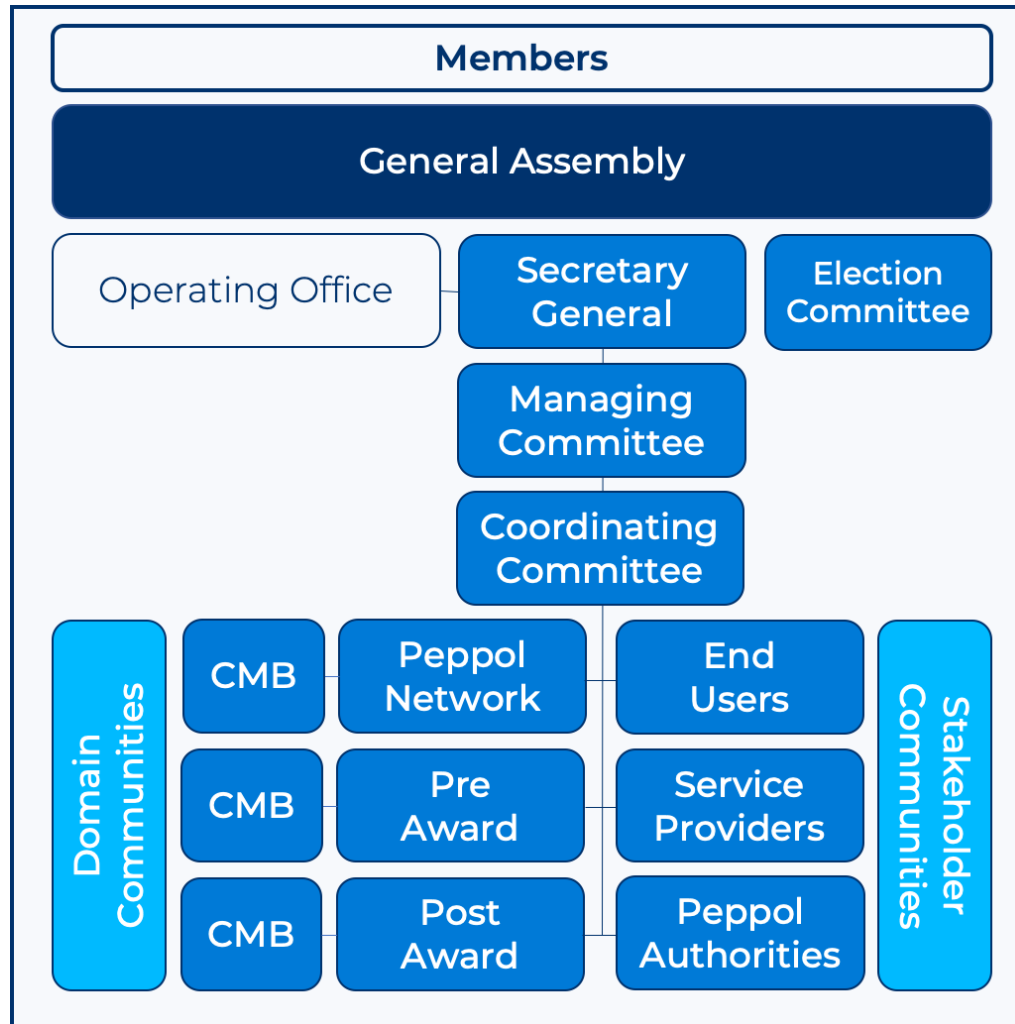 Members
General Assembly
Operating Office
Secretary
General
Election
Committee
Managing
Committee
Coordinating
Committee
Domain
Communities
CMB
Peppol
Network
End
Users
Stakeholder
Communities
CMB
Pre
Award
Service
Providers
CMB
Post
Award
Peppol
Authorities